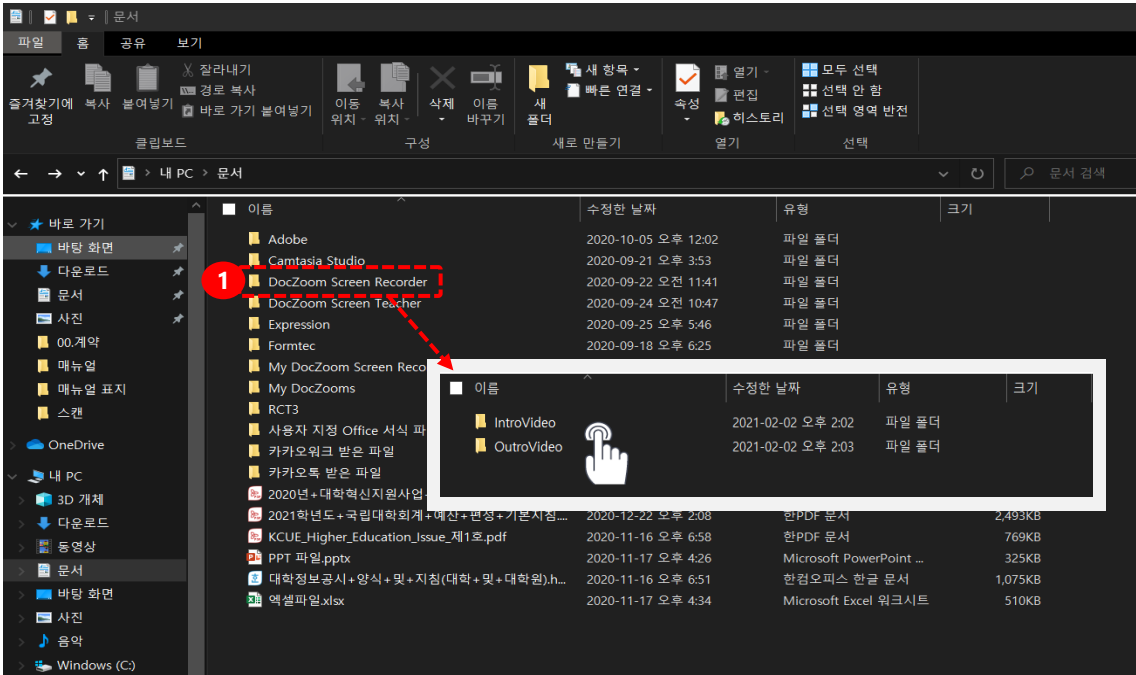 문서
파일 홈 공유 보기
즐겨찾기에 고정
복사
붙여넣기
잘라내기
경로 복사
바로 가기 붙여넣기
클립보드
이동 위치
복사 위치
삭제
이름 바꾸기
구성
새 폴더
새 항목
빠른 연결
새로 만들기
속성
열기
편집
히스토리
열기
모두 선택
선택 안 함
선택 영역 반전
선택
내 PC > 문서
문서 검색
바로 가기
바탕 화면
다운로드
문서
사진
00.계약
매뉴얼
매뉴얼 표지
스캔
OneDrive
내 PC
3D 개체
다운로드
동영상
문서
바탕 화면
사진
음악
Windows (C:)
이름 수정한 날짜 유형 크기
Adobe 2020-10-05 오후 12:02 파일 폴더
Camtasia Studio 2020-09-21 오후 3:53 파일 폴더
1 DocZoom Screen Recorder 2020-09-22 오전 11:41 파일 폴더
DocZoom Screen Teacher 2020-09-24 오전 10:47 파일 폴더
Expression 2020-09-25 오후 5:46 파일 폴더
Formtec 2020-09-18 오후 6:25 파일 폴더
My DocZoom Screen Reco
My DocZooms
RCT3
사용자 지정 Office 서식 파
카카오워크 받은 파일
카카오톡 받은 파일
2020년+대학혁신지원사업+
2021학년도+국립대학회계+예산+편성+기본지침.... 2020-12-22 오후 2:08 한PDF 문서 2,493KB
KCUE_Higher_Education_Issue_제1호.pdf 2020-11-16 오후 6:58 한PDF 문서 769KB
PPT 파일.pptx 2020-11-17 오후 4:26 Microsoft PowerPoint ... 325KB
대학정보공시+양식+및+지침(대학+및+대학원).h... 2020-11-16 오후 6:51 한컴오피스 한글 문서 1,075KB
엑셀파일.xlsx 2020-11-17 오후 4:34 Microsoft Excel 워크시트 510KB
이름 수정한 날짜 유형 크기
IntroVideo 2021-02-02 오후 2:02 파일 폴더
OutroVideo 2021-02-02 오후 2:03 파일 폴더